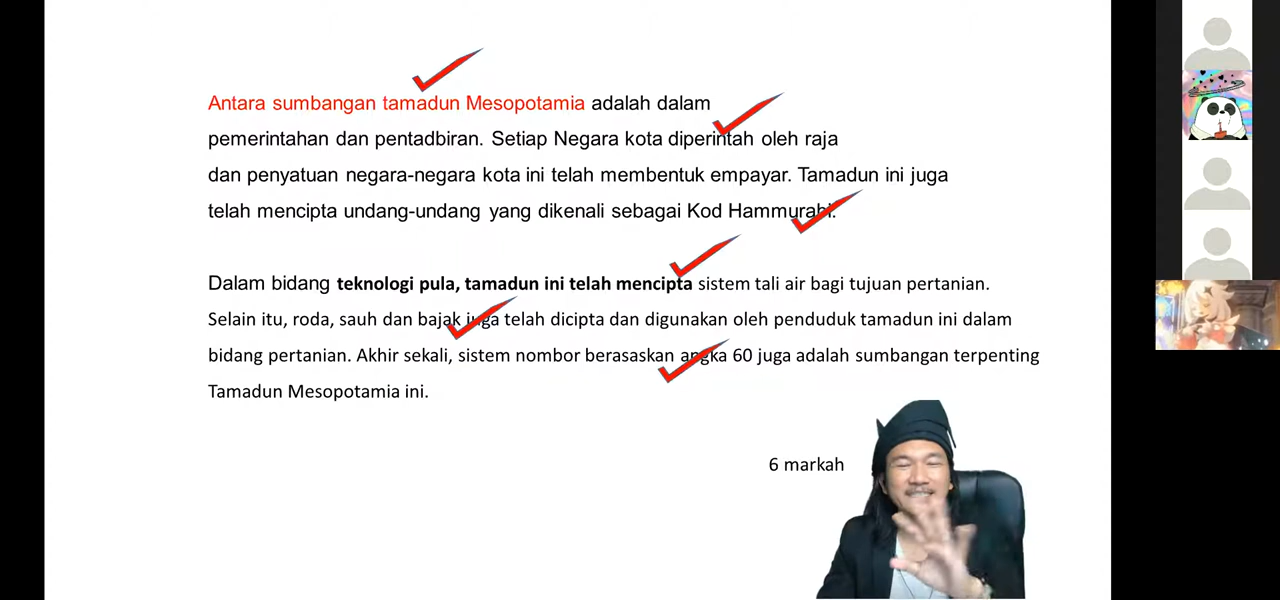 Antara sumbangan tamadun Mesopotamia adalah dalam
pemerintahan dan pentadbiran. Setiap Negara kota diperintah oleh raja
dan penyatuan negara-negara kota ini telah membentuk empayar. Tamadun ini juga
telah mencipta undang-undang yang dikenali sebagai Kod Hammurabi.
Dalam bidang teknologi pula, tamadun ini telah mencipta sistem tali air bagi tujuan pertanian.
Selain itu, roda, sauh dan bajak juga telah dicipta dan digunakan oleh penduduk tamadun ini dalam
bidang pertanian. Akhir sekali, sistem nombor berasaskan angka 60 juga adalah sumbangan terpenting
Tamadun Mesopotamia ini.
6 markah